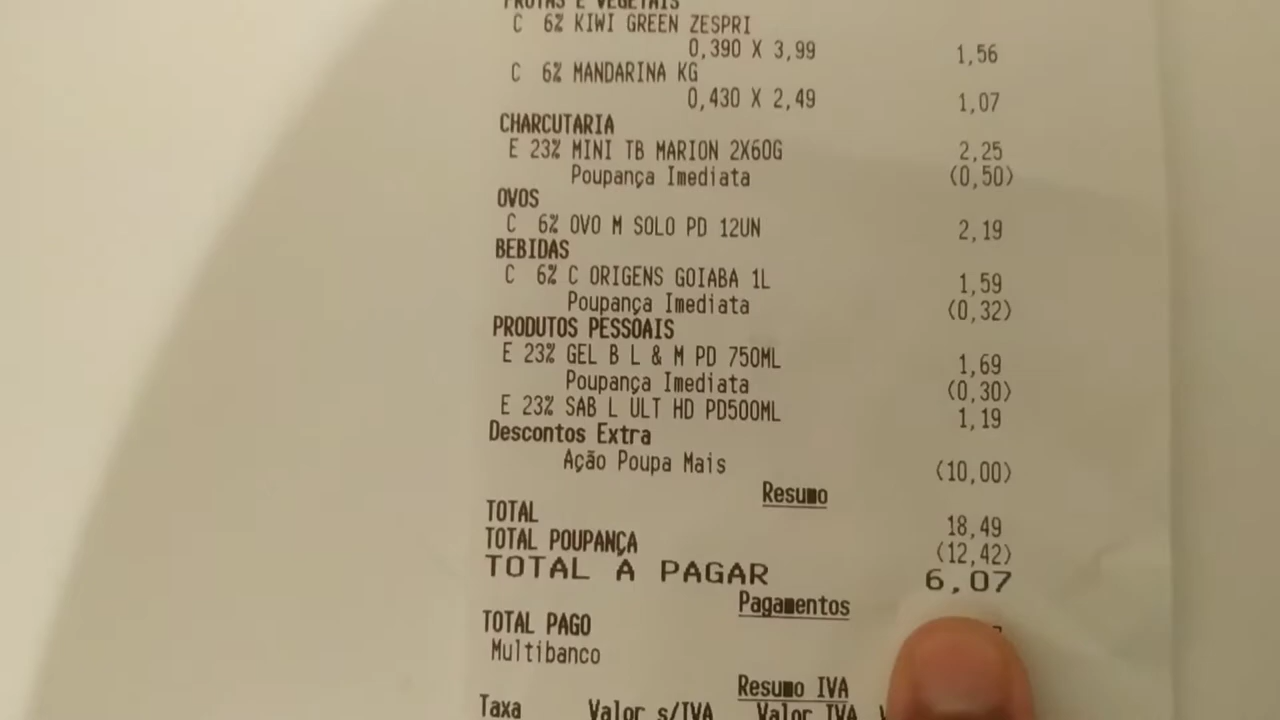 FRUTAS E VEGETAIS
C 6% KIWI GREEN ZESPRI
0,390 X 3,99 1,56
C 6% MANDARINA KG
0,430 X 2,49 1,07
CHARCUTARIA
E 23% MINI TB MARION 2X60G 2,25
Poupança Imediata (0,50)
OVOS
C 6% OVO M SOLO PD 12UN 2,19
BEBIDAS
C 6% C ORIGENS GOIABA 1L 1,59
Poupança Imediata (0,32)
PRODUTOS PESSOAIS
E 23% GEL B L & M PD 750ML 1,69
Poupança Imediata (0,30)
E 23% SAB L ULT HD PD500ML 1,19
Descontos Extra
Ação Poupa Mais (10,00)
Resumo
TOTAL 18,49
TOTAL POUPANÇA (12,42)
TOTAL A PAGAR 6,07
Pagamentos
TOTAL PAGO
Multibanco
Resumo IVA
Taxa Valor s/IVA Valor IVA